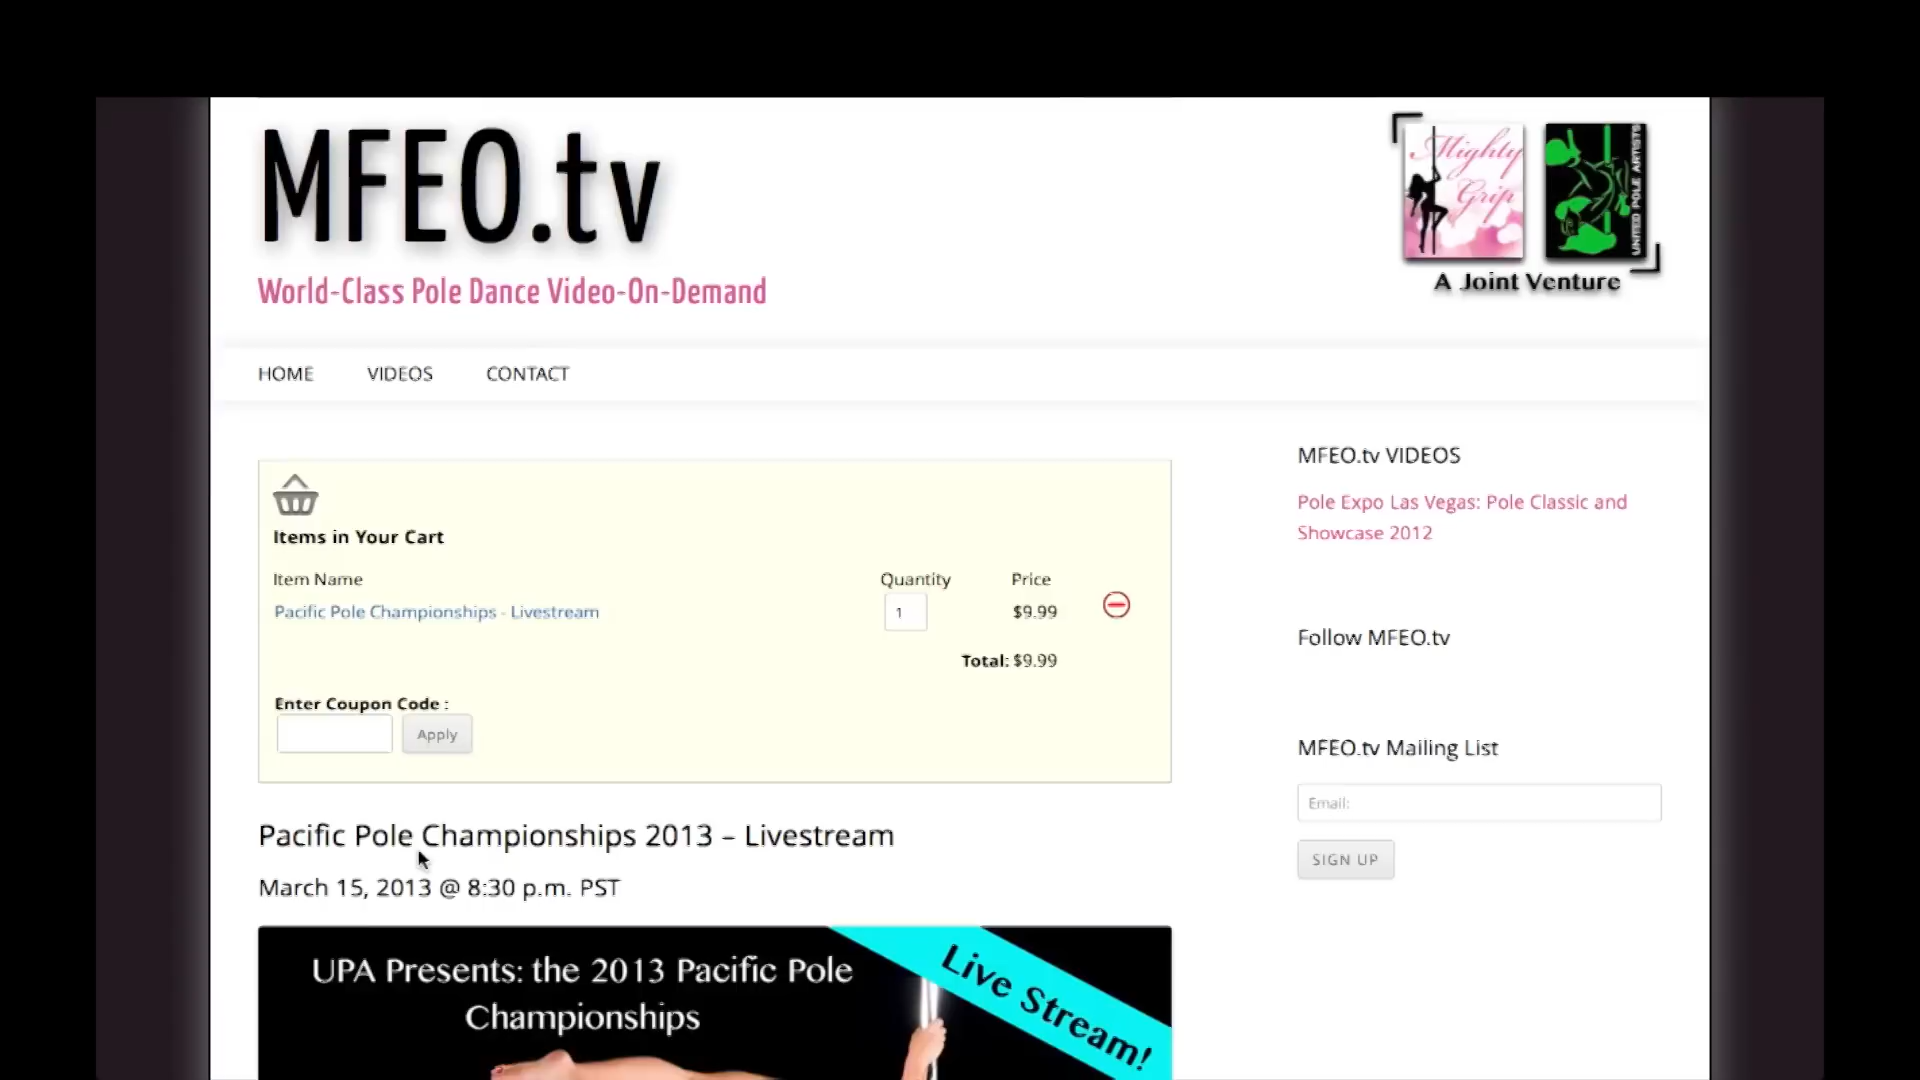 MFEO.tv
World-Class Pole Dance Video-On-Demand
Mighty
Grip
UNITED POLE ARTISTS
A Joint Venture
HOME VIDEOS CONTACT
Items in Your Cart
Item Name Quantity Price
Pacific Pole Championships - Livestream 1 $9.99
Total: $9.99
Enter Coupon Code :
Apply
Pacific Pole Championships 2013 – Livestream
March 15, 2013 @ 8:30 p.m. PST
UPA Presents: the 2013 Pacific Pole
Championships
Live Stream!
MFEO.tv VIDEOS
Pole Expo Las Vegas: Pole Classic and
Showcase 2012
Follow MFEO.tv
MFEO.tv Mailing List
Email:
SIGN UP